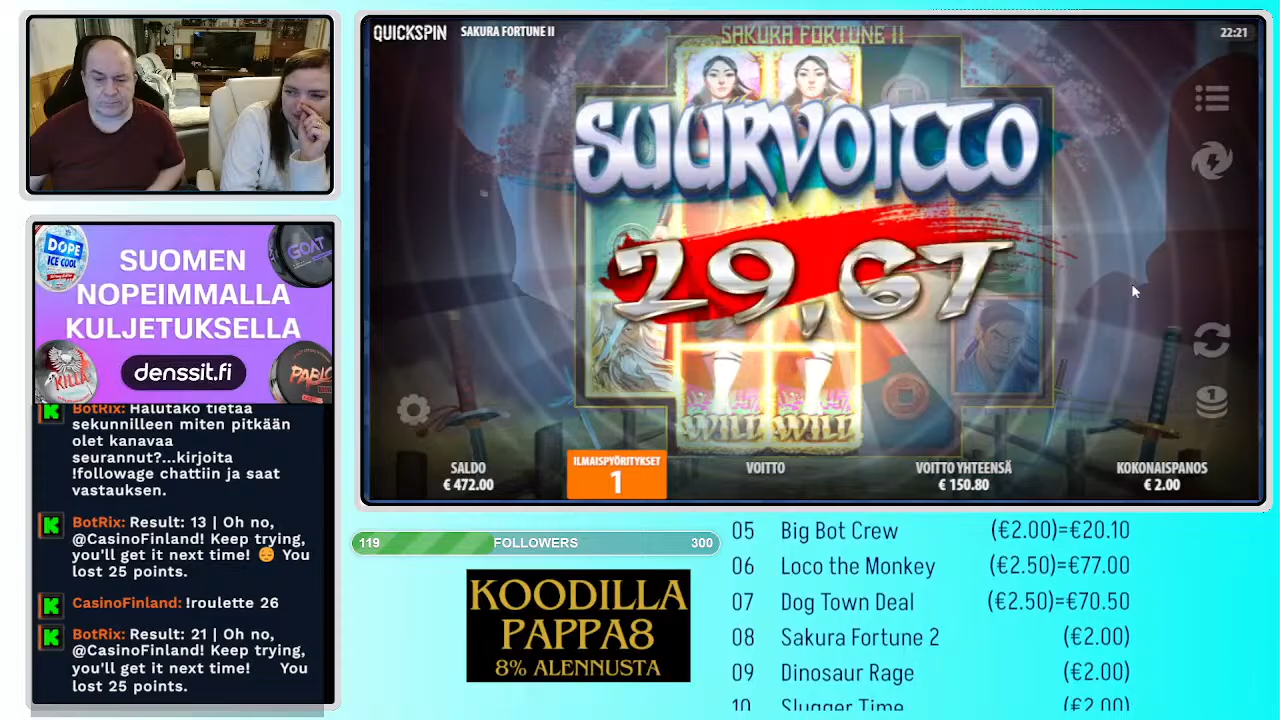 QUICKSPIN
SAKURA FORTUNE II
SAKURA FORTUNE II
22:21
SUURVOITTO
29,67
WILD WILD
1
SALDO
€ 472.00
ILMAISPYÖRITYKSET
1
VOITTO
VOITTO YHTEENSÄ
€ 150.80
KOKONAISPANOS
€ 2.00
DOPE
ICE COOL
GOAT
SUOMEN
NOPEIMMALLA
KULJETUKSELLA
KILLA
denssit.fi
PABLO
BotRix: Halutako tietää
sekunnilleen miten pitkään
olet kanavaa
seurannut?...kirjoita
!followage chattiin ja saat
vastauksen.
BotRix: Result: 13 | Oh no,
@CasinoFinland! Keep trying,
you'll get it next time! 😔 You
lost 25 points.
CasinoFinland: !roulette 26
BotRix: Result: 21 | Oh no,
@CasinoFinland! Keep trying,
you'll get it next time! You
lost 25 points.
119 FOLLOWERS 300
KOODILLA
PAPPA8
8% ALENNUSTA
05 Big Bot Crew (€2.00)=€20.10
06 Loco the Monkey (€2.50)=€77.00
07 Dog Town Deal (€2.50)=€70.50
08 Sakura Fortune 2 (€2.00)
09 Dinosaur Rage (€2.00)
10 Slugger Time (€2.00)